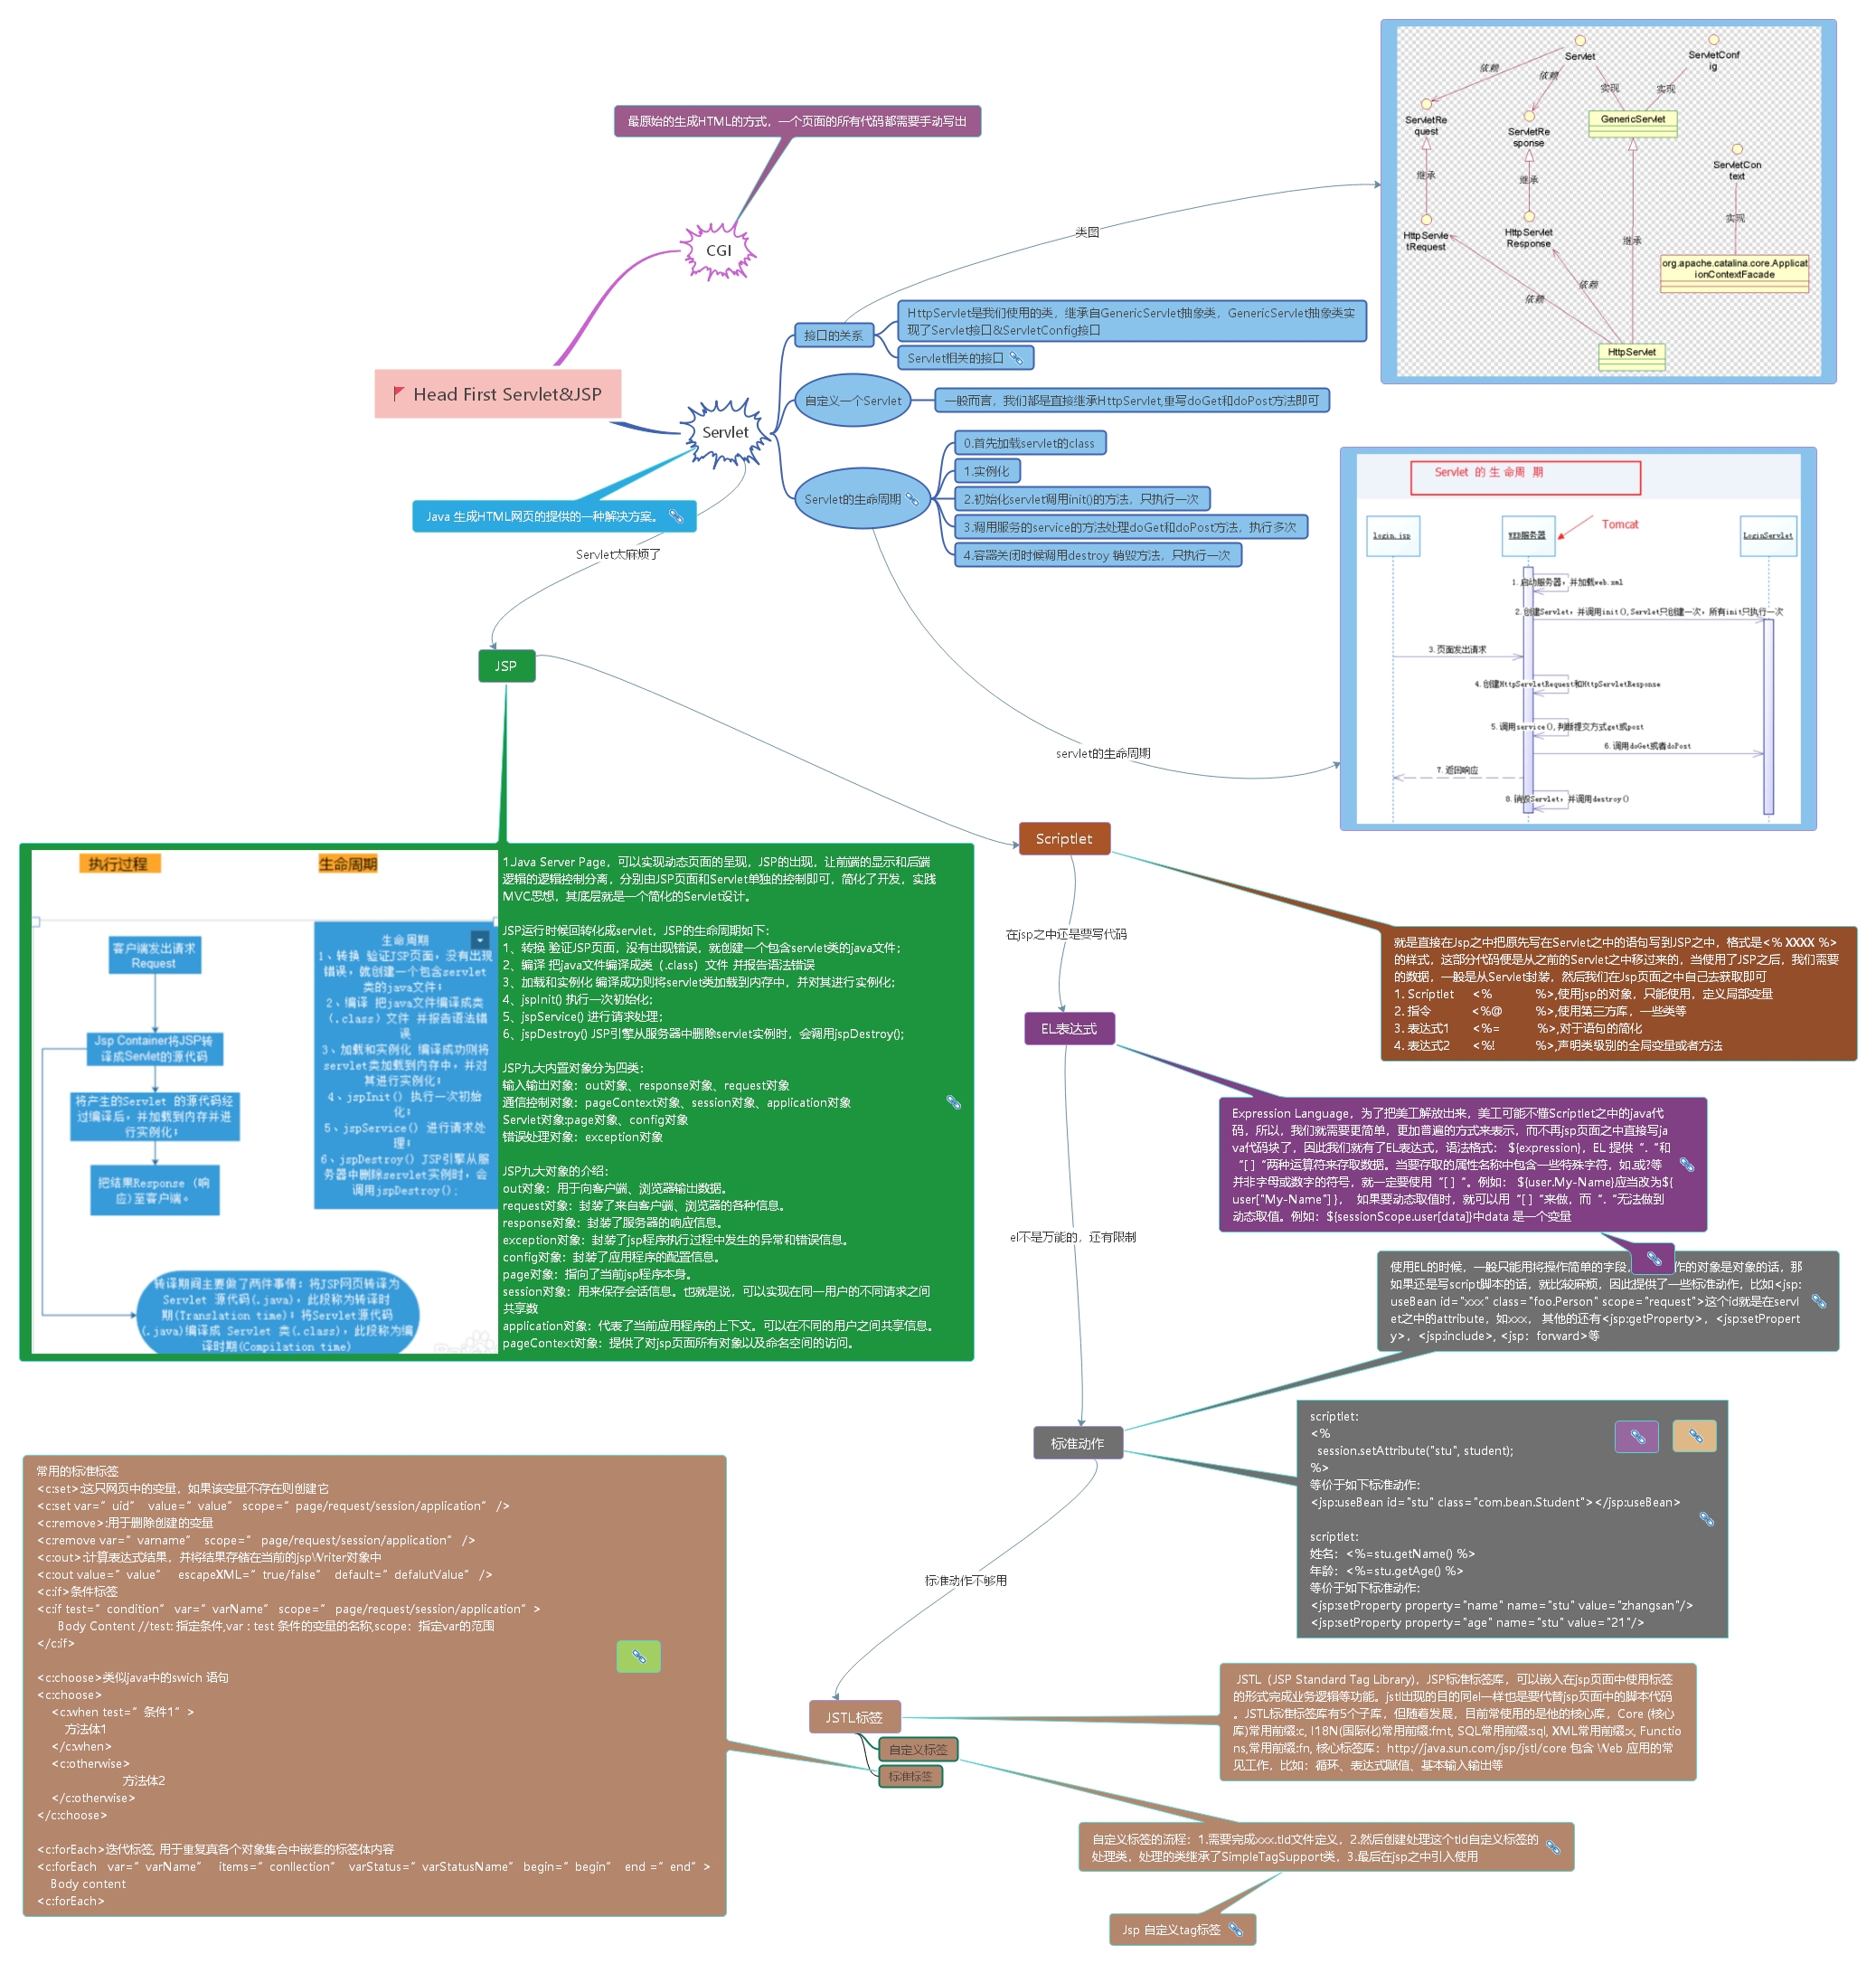 最原始的生成HTML的方式，一个页面的所有代码都需要手动写出
CGI
Head First Servlet&JSP
Servlet
Java 生成HTML网页的提供的一种解决方案。
Servlet太麻烦了
类图
接口的关系
HttpServlet是我们使用的类，继承自GenericServlet抽象类，GenericServlet抽象类实
现了Servlet接口&ServletConfig接口
Servlet相关的接口
自定义一个Servlet
一般而言，我们都是直接继承HttpServlet,重写doGet和doPost方法即可
Servlet的生命周期
0.首先加载servlet的class
1.实例化
2.初始化servlet调用init()的方法，只执行一次
3.调用服务的service的方法处理doGet和doPost方法，执行多次
4.容器关闭时候调用destroy 销毁方法，只执行一次
servlet的生命周期
Servlet
ServletConf
ig
依赖
依赖
实现
实现
ServletRe
quest
ServletRe
sponse
GenericServlet
ServletCon
text
继承
继承
继承
实现
HttpServle
tRequest
HttpServlet
Response
org.apache.catalina.core.Applicat
ionContextFacade
依赖
依赖
HttpServlet
Servlet 的 生 命 周 期
Tomcat
login.jsp
WEB服务器
LoginServlet
1.启动服务器，并加载web.xml
2.创建Servlet，并调用init(),Servlet只创建一次，所有init只执行一次
3.页面发出请求
4.创建HttpServletRequest和HttpServletResponse
5.调用service(),判断提交方式get或post
6.调用doGet或者doPost
7.返回响应
8.销毁Servlet，并调用destroy()
JSP
执行过程
生命周期
客户端发出请求
Request
Jsp Container将JSP转
译成Servlet的源代码
将产生的Servlet 的源代码经
过编译后，并加载到内存并进
行实例化；
把结果Response (响
应)至客户端。
生命周期
1、转换 验证JSP页面，没有出现
错误，就创建一个包含servlet
类的java文件；
2、编译 把java文件编译成类
(.class) 文件 并报告语法错
误
3、加载和实例化 编译成功则将
servlet类加载到内存中，并对
其进行实例化；
4、jspInit() 执行一次初始
化；
5、jspService() 进行请求处
理；
6、jspDestroy() JSP引擎从服
务器中删除servlet实例时，会
调用jspDestroy();
转译期间主要做了两件事情：将JSP网页转译为
Servlet 源代码(.java)，此段称为转译时
期(Translation time)；将Servlet源代码
(.java)编译成 Servlet 类(.class)，此段称为编
译时期(Compilation time)
1.Java Server Page，可以实现动态页面的呈现，JSP的出现，让前端的显示和后端
逻辑的逻辑控制分离，分别由JSP页面和Servlet单独的控制即可，简化了开发，实践
MVC思想，其底层就是一个简化的Servlet设计。
JSP运行时候回转化成servlet，JSP的生命周期如下：
1、转换 验证JSP页面，没有出现错误，就创建一个包含servlet类的java文件；
2、编译 把java文件编译成类（.class）文件 并报告语法错误
3、加载和实例化 编译成功则将servlet类加载到内存中，并对其进行实例化；
4、jspInit() 执行一次初始化；
5、jspService() 进行请求处理；
6、jspDestroy() JSP引擎从服务器中删除servlet实例时，会调用jspDestroy();
JSP九大内置对象分为四类：
输入输出对象：out对象、response对象、request对象
通信控制对象：pageContext对象、session对象、application对象
Servlet对象:page对象、config对象
错误处理对象：exception对象
JSP九大对象的介绍：
out对象：用于向客户端、浏览器输出数据。
request对象：封装了来自客户端、浏览器的各种信息。
response对象：封装了服务器的响应信息。
exception对象：封装了jsp程序执行过程中发生的异常和错误信息。
config对象：封装了应用程序的配置信息。
page对象：指向了当前jsp程序本身。
session对象：用来保存会话信息。也就是说，可以实现在同一用户的不同请求之间
共享数
application对象：代表了当前应用程序的上下文。可以在不同的用户之间共享信息。
pageContext对象：提供了对jsp页面所有对象以及命名空间的访问。
Scriptlet
就是直接在Jsp之中把原先写在Servlet之中的语句写到JSP之中，格式是<% XXXX %>
的样式，这部分代码便是从之前的Servlet之中移过来的，当使用了JSP之后，我们需要
的数据，一般是从Servlet封装，然后我们在Jsp页面之中自己去获取即可
1. Scriptlet <% %>,使用jsp的对象，只能使用，定义局部变量
2. 指令 <%@ %>,使用第三方库，一些类等
3. 表达式1 <%= %>,对于语句的简化
4. 表达式2 <%! %>,声明类级别的全局变量或者方法
在jsp之中还是要写代码
EL表达式
Expression Language，为了把美工解放出来，美工可能不懂Scriptlet之中的java代
码，所以，我们就需要更简单，更加普遍的方式来表示，而不再jsp页面之中直接写ja
va代码块了，因此我们就有了EL表达式，语法格式： ${expression}，EL 提供“.“和
“[ ] “两种运算符来存取数据。当要存取的属性名称中包含一些特殊字符，如.或?等
并非字母或数字的符号，就一定要使用“[ ] “。例如： ${user.My-Name}应当改为${
user["My-Name"] }， 如果要动态取值时，就可以用“[ ] “来做，而“. “无法做到
动态取值。例如：${sessionScope.user[data]}中data 是一个变量
el不是万能的，还有限制
使用EL的时候，一般只能用将操作简单的字段，作的对象是对象的话，那
如果还是写script脚本的话，就比较麻烦，因此提供了一些标准动作，比如<jsp:
useBean id="xxx" class="foo.Person" scope="request">这个id就是在servl
et之中的attribute，如xxx， 其他的还有<jsp:getProperty>，<jsp:setPropert
y>，<jsp:include>, <jsp：forward>等
标准动作
scriptlet:
<%
session.setAttribute("stu", student);
%>
等价于如下标准动作:
<jsp:useBean id="stu" class="com.bean.Student"></jsp:useBean>
scriptlet:
姓名：<%=stu.getName() %>
年龄：<%=stu.getAge() %>
等价于如下标准动作:
<jsp:setProperty property="name" name="stu" value="zhangsan"/>
<jsp:setProperty property="age" name="stu" value="21"/>
标准动作不够用
JSTL标签
自定义标签
标准标签
JSTL（JSP Standard Tag Library)，JSP标准标签库，可以嵌入在jsp页面中使用标签
的形式完成业务逻辑等功能。jstl出现的目的同el一样也是要代替jsp页面中的脚本代码
。JSTL标准标签库有5个子库，但随着发展，目前常使用的是他的核心库，Core (核心
库)常用前缀:c, I18N(国际化)常用前缀:fmt, SQL常用前缀:sql, XML常用前缀:x, Functio
ns,常用前缀:fn, 核心标签库：http://java.sun.com/jsp/jstl/core 包含 Web 应用的常
见工作，比如：循环、表达式赋值、基本输入输出等
自定义标签的流程：1.需要完成xxx.tld文件定义，2.然后创建处理这个tld自定义标签的
处理类，处理的类继承了SimpleTagSupport类，3.最后在jsp之中引入使用
Jsp 自定义tag标签
常用的标准标签
<c:set>:这只网页中的变量，如果该变量不存在则创建它
<c:set var=” uid” value=” value” scope=” page/request/session/application” />
<c:remove>:用于删除创建的变量
<c:remove var=” varname” scope=” page/request/session/application” />
<c:out>:计算表达式结果，并将结果存储在当前的jspWriter对象中
<c:out value=” value” escapeXML=” true/false” default=” defalutValue” />
<c:if>条件标签
<c:if test=” condition” var=” varName” scope=” page/request/session/application” >
Body Content //test: 指定条件,var : test 条件的变量的名称,scope：指定var的范围
</c:if>
<c:choose>类似java中的swich 语句
<c:choose>
<c:when test=” 条件1” >
方法体1
</c:when>
<c:otherwise>
方法体2
</c:otherwise>
</c:choose>
<c:forEach>迭代标签, 用于重复真各个对象集合中嵌套的标签体内容
<c:forEach var=” varName” items=” conllection” varStatus=” varStatusName” begin=” begin” end =” end” >
Body content
<c:forEach>